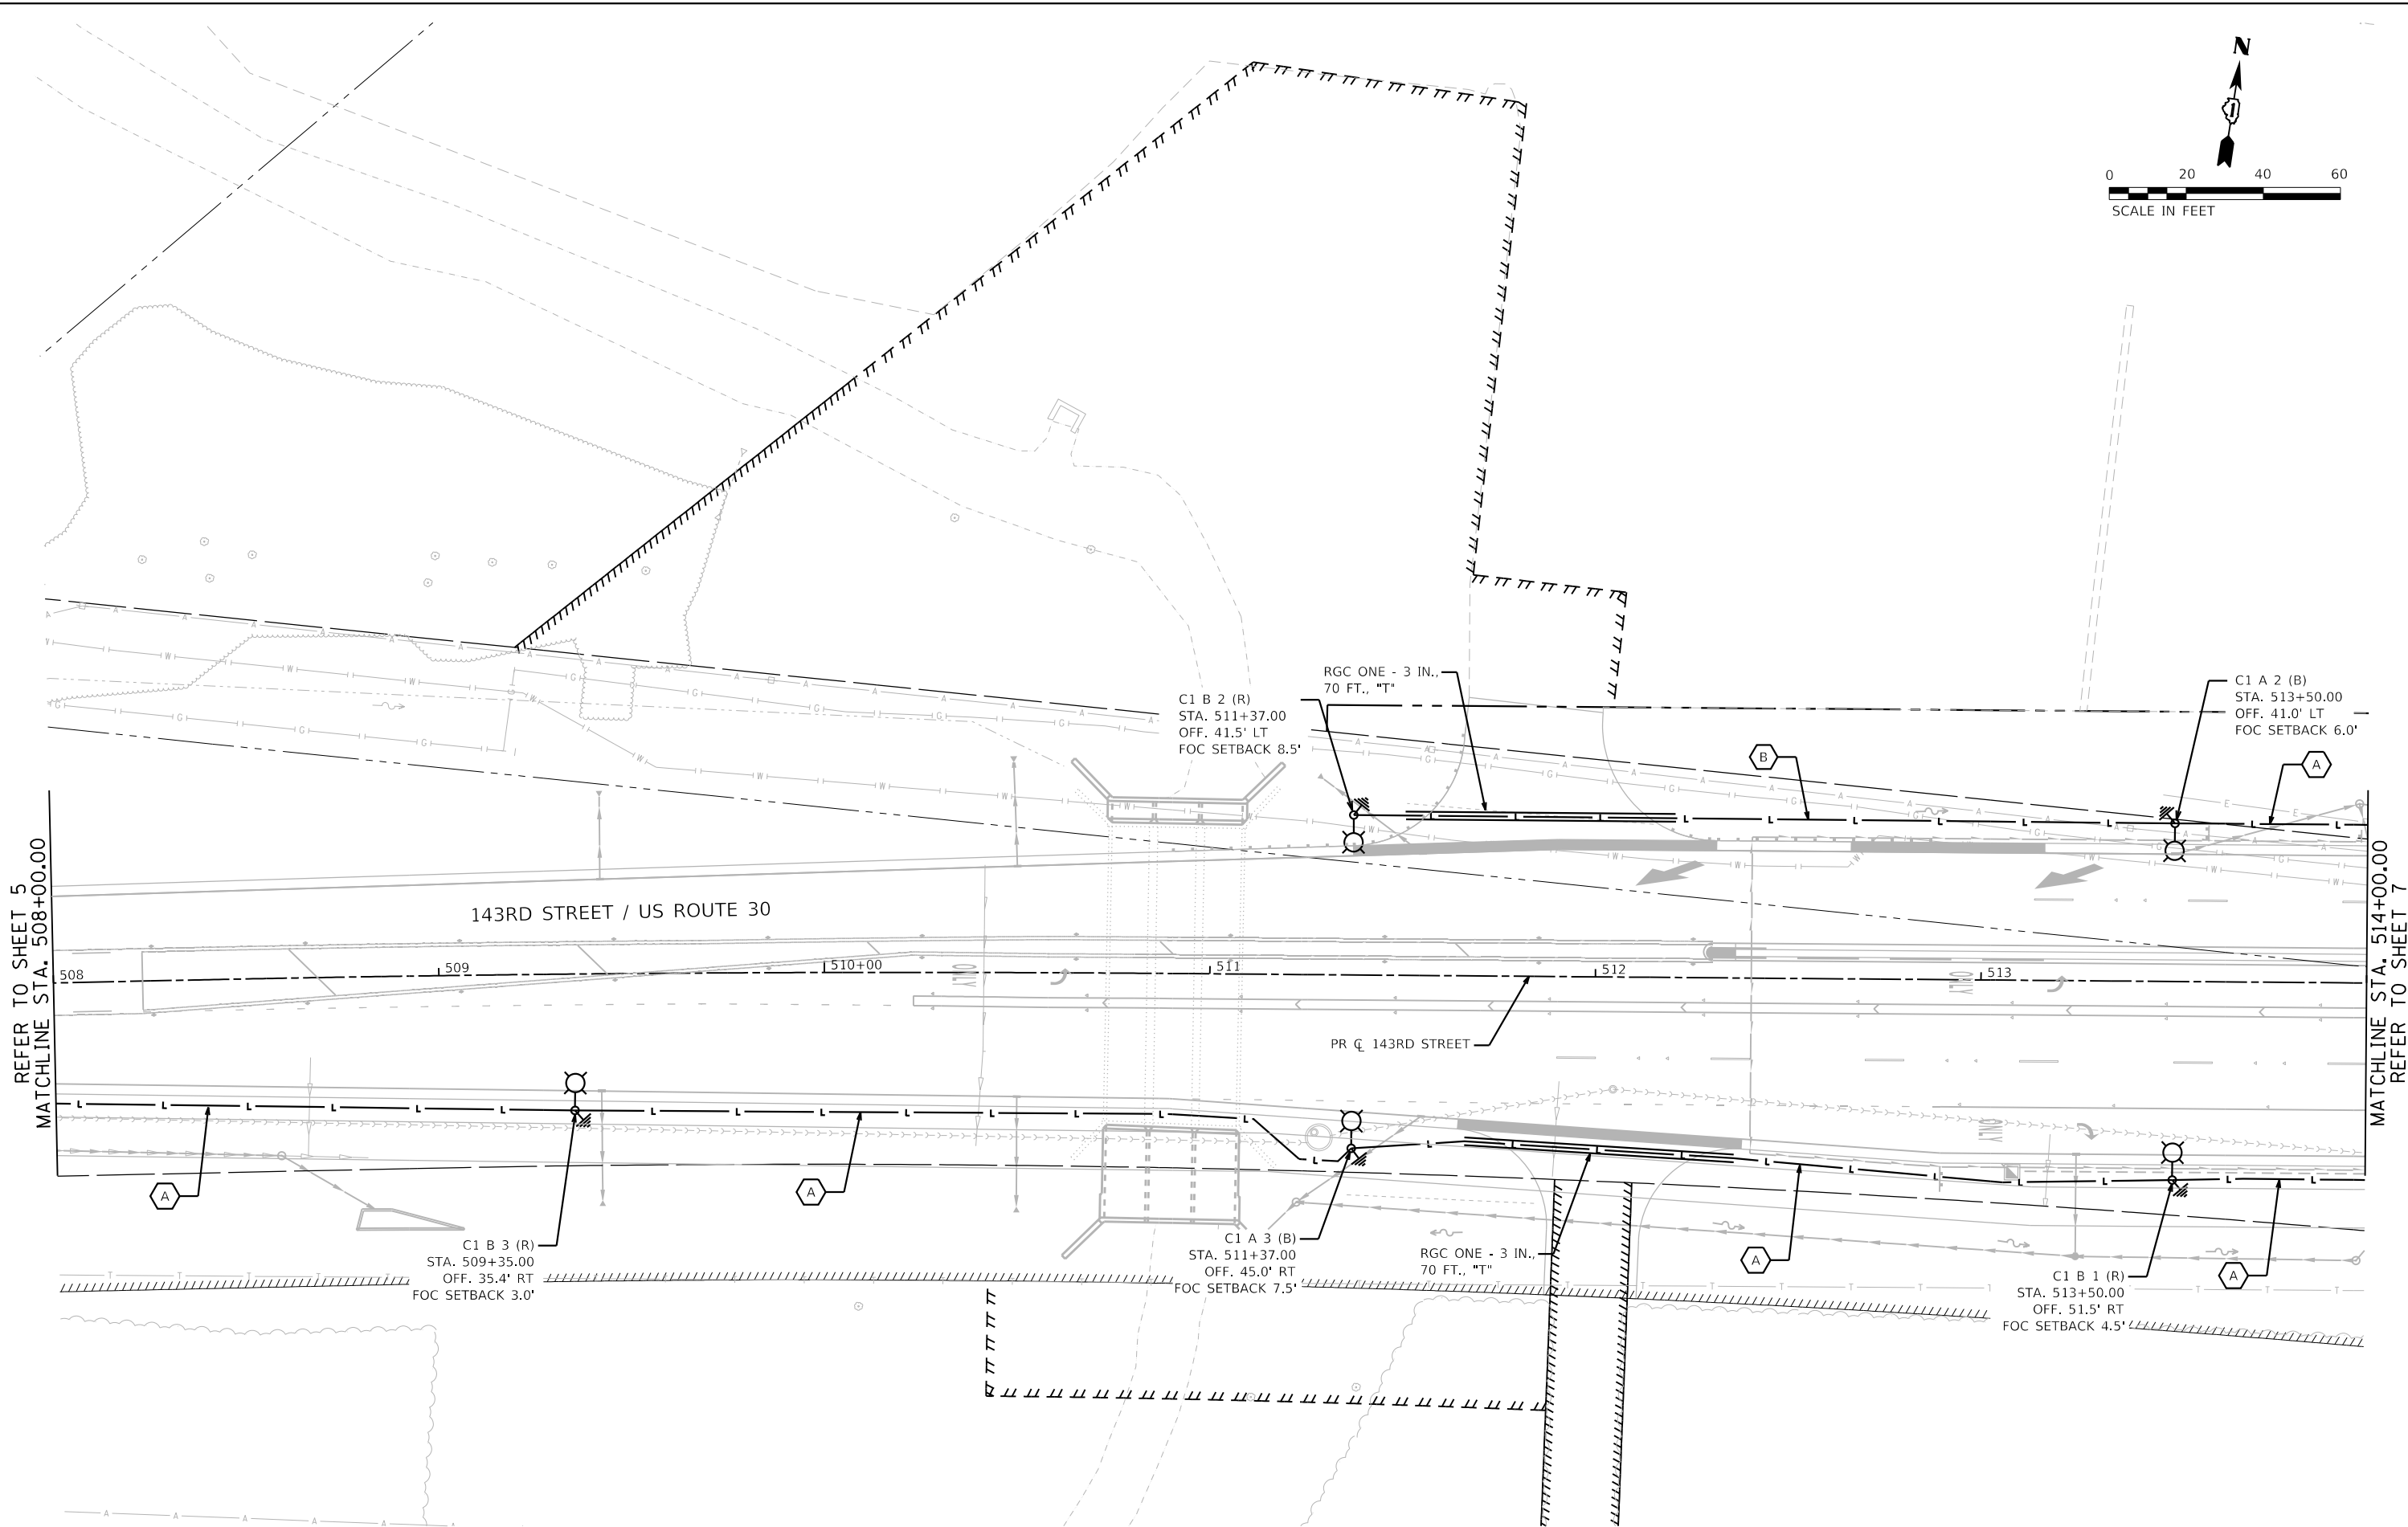 N
0 20 40 60
SCALE IN FEET
RGC ONE - 3 IN.,
70 FT., "T"
C1 B 2 (R)
STA. 511+37.00
OFF. 41.5' LT
FOC SETBACK 8.5'
C1 A 2 (B)
STA. 513+50.00
OFF. 41.0' LT
FOC SETBACK 6.0'
B
A
REFER TO SHEET 5
MATCHLINE STA. 508+00.00
143RD STREET / US ROUTE 30
508
509
510+00
511
512
513
PR ℄ 143RD STREET
MATCHLINE STA. 514+00.00
REFER TO SHEET 7
A
A
A
A
C1 B 3 (R)
STA. 509+35.00
OFF. 35.4' RT
FOC SETBACK 3.0'
C1 A 3 (B)
STA. 511+37.00
OFF. 45.0' RT
FOC SETBACK 7.5'
RGC ONE - 3 IN.,
70 FT., "T"
C1 B 1 (R)
STA. 513+50.00
OFF. 51.5' RT
FOC SETBACK 4.5'